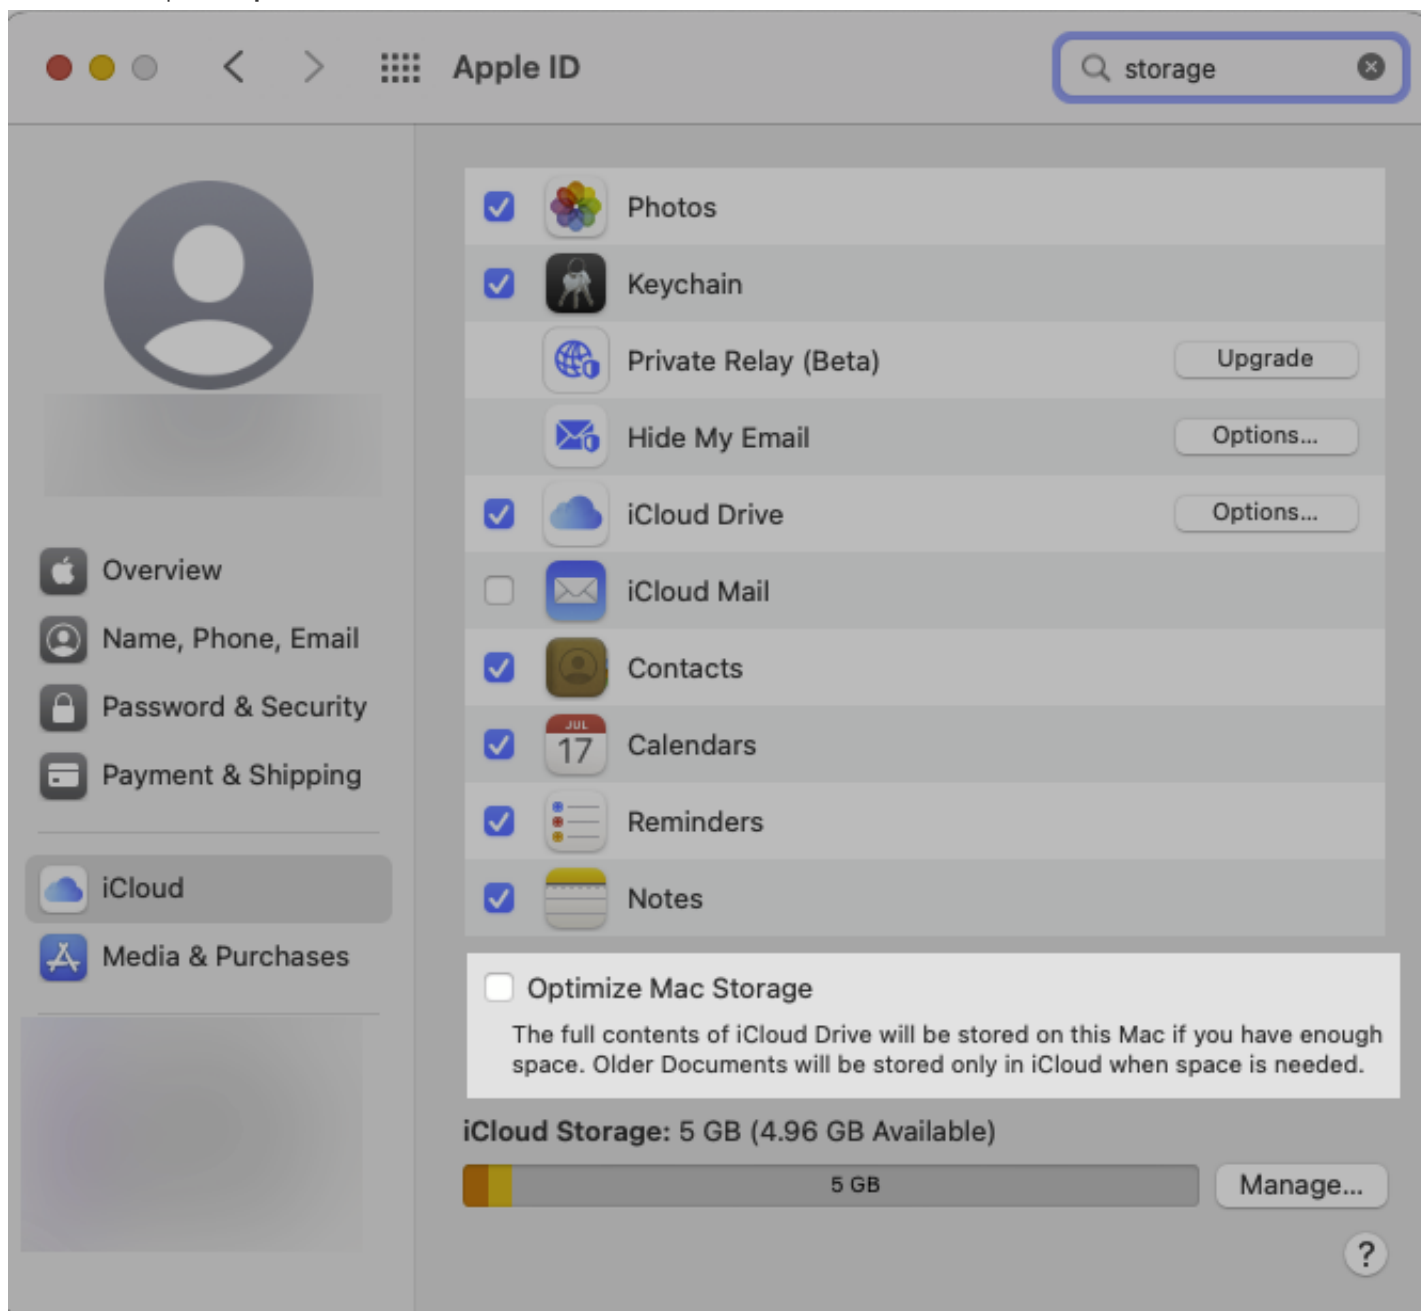 Apple ID
storage
Photos
Keychain
Private Relay (Beta)
Upgrade
Hide My Email
Options...
iCloud Drive
Options...
iCloud Mail
Contacts
JUL
17
Calendars
Reminders
Notes
Overview
Name, Phone, Email
Password & Security
Payment & Shipping
iCloud
Media & Purchases
Optimize Mac Storage
The full contents of iCloud Drive will be stored on this Mac if you have enough
space. Older Documents will be stored only in iCloud when space is needed.
iCloud Storage: 5 GB (4.96 GB Available)
5 GB
Manage...
?